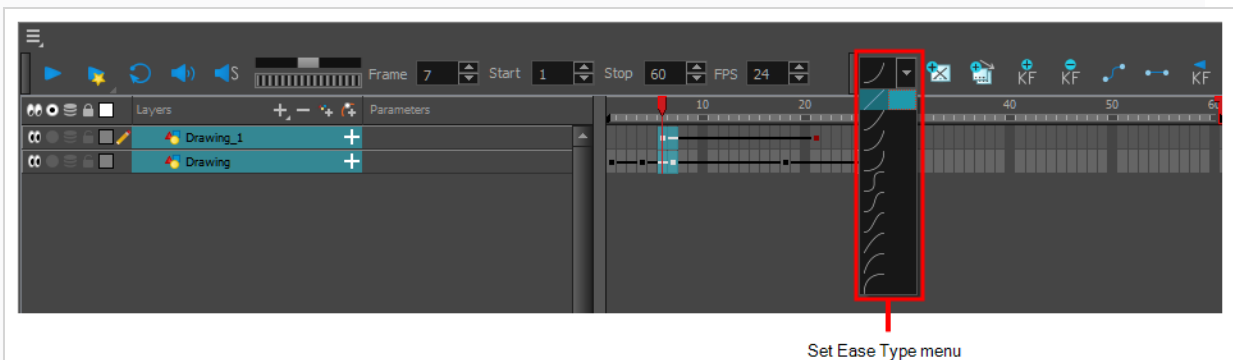 S Frame 7 Start 1 Stop 60 FPS 24 KF KF KF
Layers Parameters 10 20 40 50
Drawing_1
Drawing
Set Ease Type menu